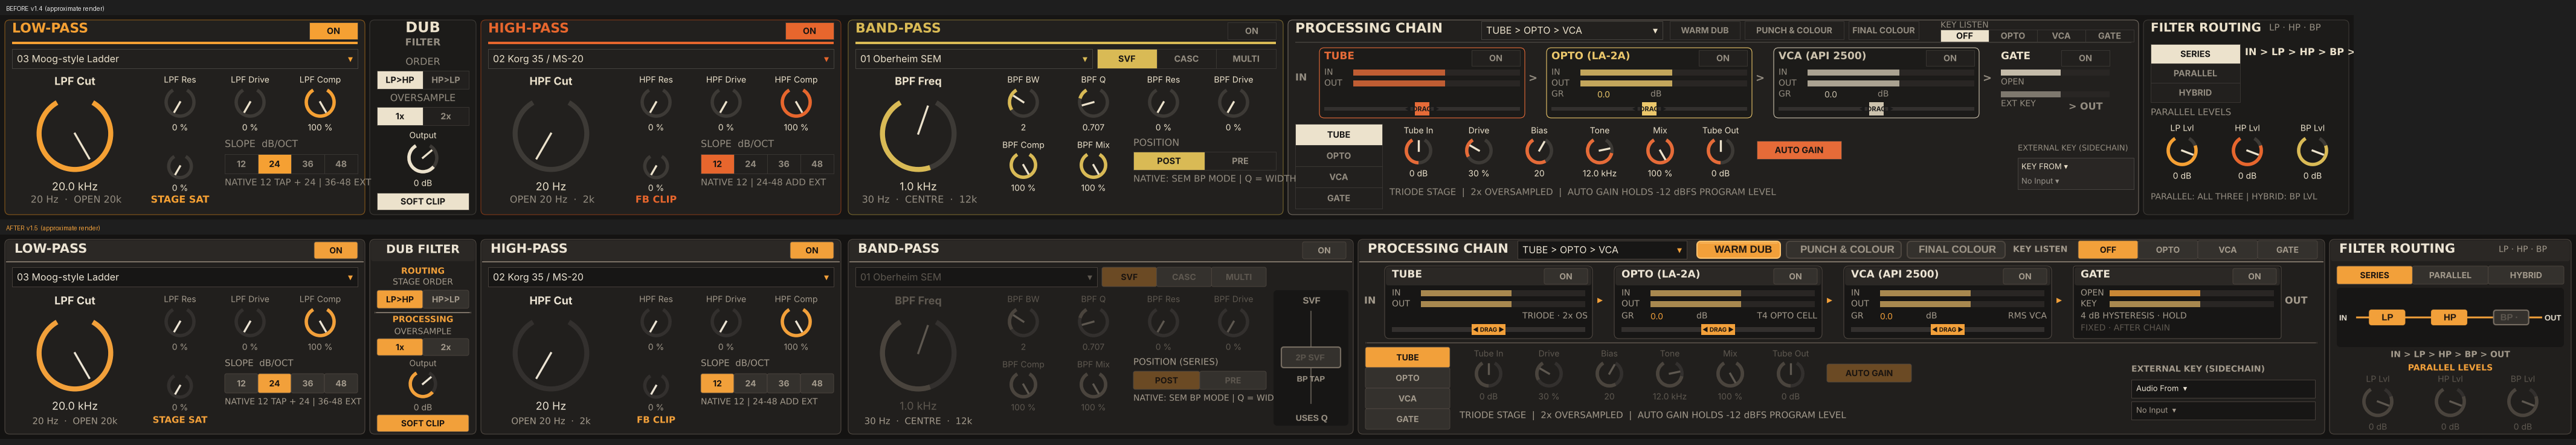 BEFORE v1.4 (approximate render)
LOW-PASS
ON
03 Moog-style Ladder ▾
LPF Cut
LPF Res
LPF Drive
LPF Comp
0 %
0 %
100 %
SLOPE dB/OCT
12
24
36
48
0 %
NATIVE 12 TAP + 24 | 36-48 EXT
20.0 kHz
20 Hz · OPEN 20k
STAGE SAT
DUB
FILTER
ORDER
LP>HP
HP>LP
OVERSAMPLE
1x
2x
Output
0 dB
SOFT CLIP
HIGH-PASS
ON
02 Korg 35 / MS-20 ▾
HPF Cut
HPF Res
HPF Drive
HPF Comp
0 %
0 %
100 %
SLOPE dB/OCT
12
24
36
48
0 %
NATIVE 12 | 24-48 ADD EXT
20 Hz
OPEN 20 Hz · 2k
FB CLIP
BAND-PASS
ON
01 Oberheim SEM ▾
SVF
CASC
MULTI
BPF Freq
BPF BW
BPF Q
BPF Res
BPF Drive
2
0.707
0 %
0 %
BPF Comp
BPF Mix
POSITION
POST
PRE
100 %
100 %
NATIVE: SEM BP MODE | Q = WIDTH
1.0 kHz
30 Hz · CENTRE · 12k
PROCESSING CHAIN
TUBE > OPTO > VCA ▾
WARM DUB
PUNCH & COLOUR
FINAL COLOUR
KEY LISTEN
OFF
OPTO
VCA
GATE
IN
TUBE
ON
IN
OUT
DRAG
>
OPTO (LA-2A)
ON
IN
OUT
GR 0.0 dB
DRAG
>
VCA (API 2500)
ON
IN
OUT
GR 0.0 dB
DRAG
>
GATE
ON
OPEN
EXT KEY
> OUT
TUBE
OPTO
VCA
GATE
Tube In
Drive
Bias
Tone
Mix
Tube Out
0 dB
30 %
20
12.0 kHz
100 %
0 dB
AUTO GAIN
TRIODE STAGE | 2x OVERSAMPLED | AUTO GAIN HOLDS -12 dBFS PROGRAM LEVEL
EXTERNAL KEY (SIDECHAIN)
KEY FROM ▾
No Input ▾
FILTER ROUTING
LP · HP · BP
SERIES
PARALLEL
HYBRID
IN > LP > HP > BP >
PARALLEL LEVELS
LP Lvl
HP Lvl
BP Lvl
0 dB
0 dB
0 dB
PARALLEL: ALL THREE | HYBRID: BP LVL
AFTER v1.5 (approximate render)
LOW-PASS
ON
03 Moog-style Ladder ▾
LPF Cut
LPF Res
LPF Drive
LPF Comp
0 %
0 %
100 %
SLOPE dB/OCT
12
24
36
48
0 %
NATIVE 12 TAP + 24 | 36-48 EXT
20.0 kHz
20 Hz · OPEN 20k
STAGE SAT
DUB FILTER
ROUTING
STAGE ORDER
LP>HP
HP>LP
PROCESSING
OVERSAMPLE
1x
2x
Output
0 dB
SOFT CLIP
HIGH-PASS
ON
02 Korg 35 / MS-20 ▾
HPF Cut
HPF Res
HPF Drive
HPF Comp
0 %
0 %
100 %
SLOPE dB/OCT
12
24
36
48
0 %
NATIVE 12 | 24-48 ADD EXT
20 Hz
OPEN 20 Hz · 2k
FB CLIP
BAND-PASS
ON
01 Oberheim SEM ▾
SVF
CASC
MULTI
BPF Freq
BPF BW
BPF Q
BPF Res
BPF Drive
2
0.707
0 %
0 %
BPF Comp
BPF Mix
POSITION (SERIES)
POST
PRE
100 %
100 %
NATIVE: SEM BP MODE | Q = WID
1.0 kHz
30 Hz · CENTRE · 12k
SVF
2P SVF
BP TAP
USES Q
PROCESSING CHAIN
TUBE > OPTO > VCA ▾
WARM DUB
PUNCH & COLOUR
FINAL COLOUR
KEY LISTEN
OFF
OPTO
VCA
GATE
IN
TUBE
ON
IN
OUT
TRIODE · 2x OS
◀ DRAG ▶
▸
OPTO (LA-2A)
ON
IN
OUT
GR 0.0 dB T4 OPTO CELL
◀ DRAG ▶
▸
VCA (API 2500)
ON
IN
OUT
GR 0.0 dB RMS VCA
◀ DRAG ▶
▸
GATE
ON
OPEN
KEY
4 dB HYSTERESIS · HOLD
FIXED · AFTER CHAIN
OUT
TUBE
OPTO
VCA
GATE
Tube In
Drive
Bias
Tone
Mix
Tube Out
0 dB
30 %
20
12.0 kHz
100 %
0 dB
AUTO GAIN
TRIODE STAGE | 2x OVERSAMPLED | AUTO GAIN HOLDS -12 dBFS PROGRAM LEVEL
EXTERNAL KEY (SIDECHAIN)
Audio From ▾
No Input ▾
FILTER ROUTING
LP · HP · BP
SERIES
PARALLEL
HYBRID
IN
LP
HP
BP ·
OUT
IN > LP > HP > BP > OUT
PARALLEL LEVELS
LP Lvl
HP Lvl
BP Lvl
0 dB
0 dB
0 dB